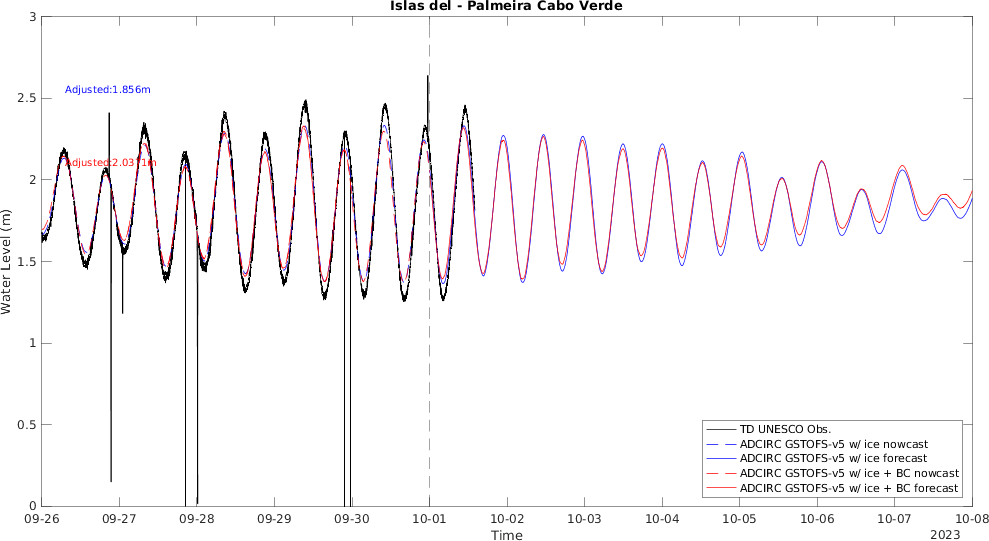 Islas del - Palmeira Cabo Verde
3
2.5
2
1.5
1
0.5
0
Water Level (m)
Adjusted:1.856m
Adjusted:2.0371m
TD UNESCO Obs.
ADCIRC GSTOFS-v5 w/ ice nowcast
ADCIRC GSTOFS-v5 w/ ice forecast
ADCIRC GSTOFS-v5 w/ ice + BC nowcast
ADCIRC GSTOFS-v5 w/ ice + BC forecast
09-26 09-27 09-28 09-29 09-30 10-01 10-02 10-03 10-04 10-05 10-06 10-07 10-08
Time
2023